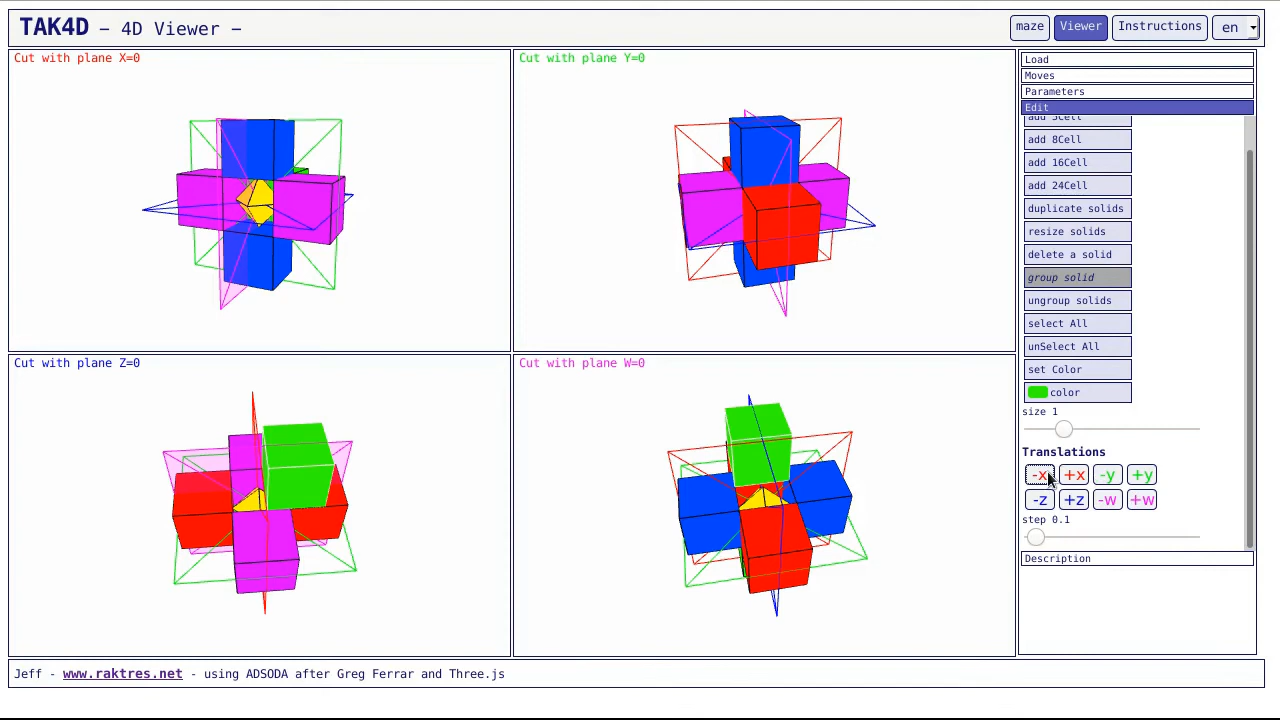 TAK4D – 4D Viewer –
maze
Viewer
Instructions
en
Cut with plane X=0
Cut with plane Y=0
Cut with plane Z=0
Cut with plane W=0
Load
Moves
Parameters
Edit
add 5Cell
add 8Cell
add 16Cell
add 24Cell
duplicate solids
resize solids
delete a solid
group solid
ungroup solids
select All
unSelect All
set Color
color
size 1
Translations
-x +x -y +y
-z +z -w +w
step 0.1
Description
Jeff - www.raktres.net - using ADSODA after Greg Ferrar and Three.js